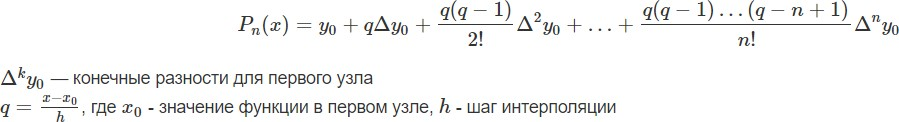 P_n(x) = y_0 + qΔy_0 + \frac{q(q − 1)}{2!} Δ^2 y_0 + … + \frac{q(q − 1)…(q − n + 1)}{n!} Δ^n y_0
Δ^k y_0 — конечные разности для первого узла
q = \frac{x−x_0}{h}, где x_0 - значение функции в первом узле, h - шаг интерполяции